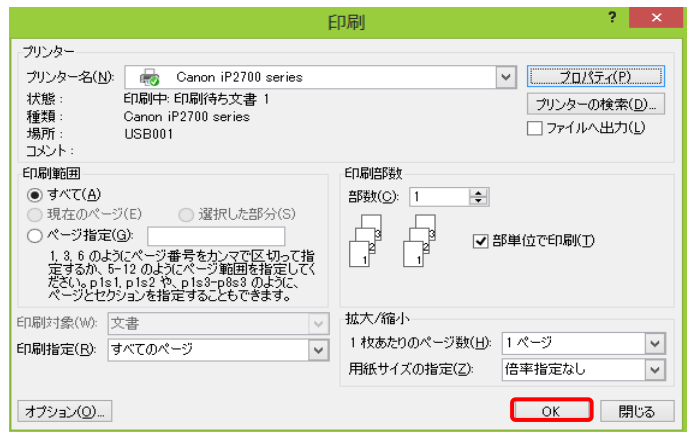 印刷
? ×
プリンター
プリンター名(N): Canon iP2700 series プロパティ(P)
状態: 印刷中: 印刷待ち文書 1 プリンターの検索(D)...
種類: Canon iP2700 series
場所: USB001 ファイルへ出力(L)
コメント:
印刷範囲
すべて(A)
現在のページ(E) 選択した部分(S)
ページ指定(G):
1, 3, 6 のようにページ番号をカンマで区切って指
定するか、5-12 のようにページ範囲を指定してく
ださい。p1s1, p1s2 や、p1s3-p8s3 のように、
ページとセクションを指定することもできます。
印刷部数
部数(C): 1
3 3
2 2
1 1
部単位で印刷(T)
印刷対象(W): 文書
印刷指定(R): すべてのページ
拡大/縮小
1 枚あたりのページ数(H): 1 ページ
用紙サイズの指定(Z): 倍率指定なし
オプション(O)... OK 閉じる